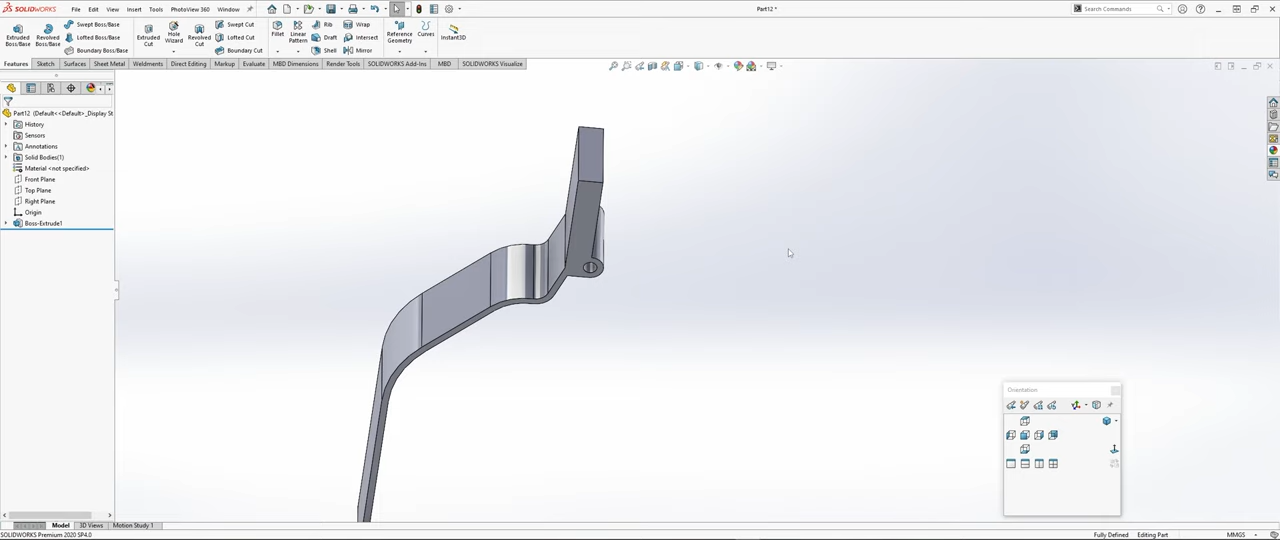 SOLIDWORKS File Edit View Insert Tools PhotoView 360 Window Part12 * Search Commands
Extruded Boss/Base Revolved Boss/Base Swept Boss/Base Lofted Boss/Base Boundary Boss/Base Extruded Cut Hole Wizard Revolved Cut Swept Cut Lofted Cut Boundary Cut Fillet Linear Pattern Rib Draft Shell Wrap Intersect Mirror Reference Geometry Curves Instant3D
Features Sketch Surfaces Sheet Metal Weldments Direct Editing Markup Evaluate MBD Dimensions Render Tools SOLIDWORKS Add-Ins MBD SOLIDWORKS Visualize
Part12 (Default<<Default>_Display St
History
Sensors
Annotations
Solid Bodies(1)
Material <not specified>
Front Plane
Top Plane
Right Plane
Origin
Boss-Extrude1
Orientation
Model 3D Views Motion Study 1
SOLIDWORKS Premium 2020 SP4.0 Fully Defined Editing Part MMGS